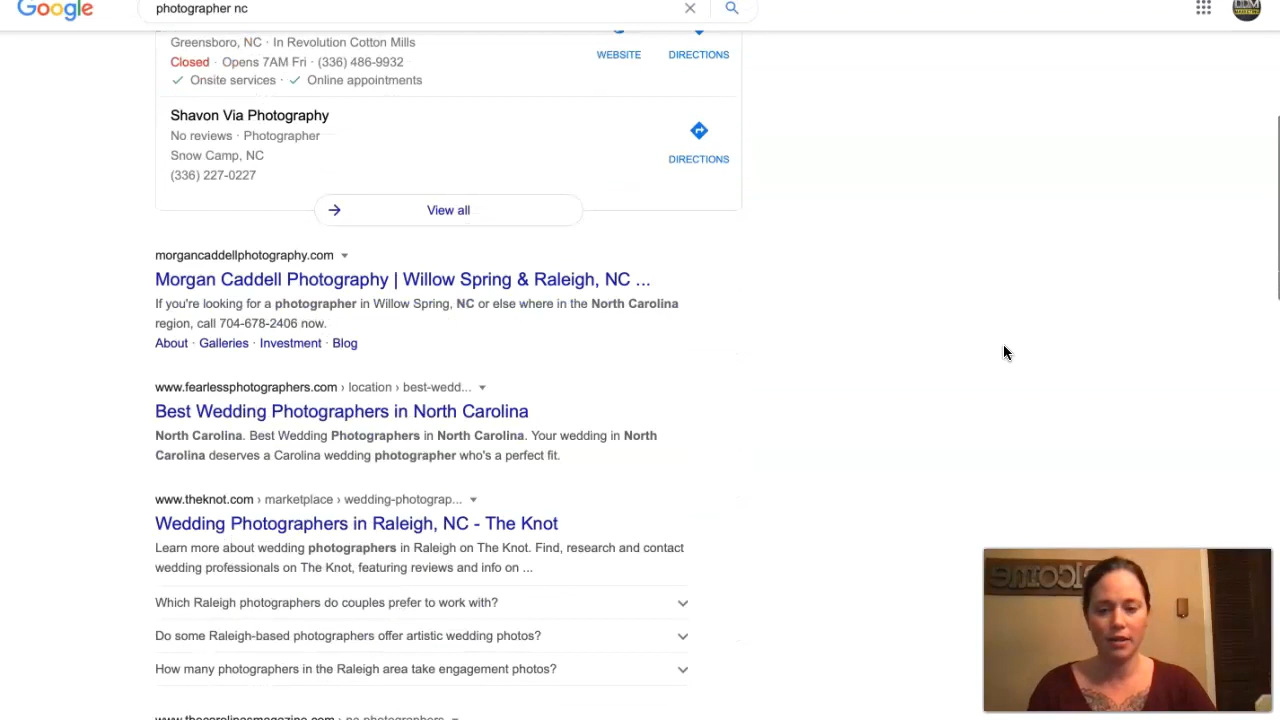 Google
photographer nc
Greensboro, NC · In Revolution Cotton Mills
Closed · Opens 7AM Fri · (336) 486-9932
✓ Onsite services · ✓ Online appointments
WEBSITE
DIRECTIONS
Shavon Via Photography
No reviews · Photographer
Snow Camp, NC
(336) 227-0227
DIRECTIONS
View all
morgancaddellphotography.com
Morgan Caddell Photography | Willow Spring & Raleigh, NC ...
If you're looking for a photographer in Willow Spring, NC or else where in the North Carolina
region, call 704-678-2406 now.
About · Galleries · Investment · Blog
www.fearlessphotographers.com › location › best-wedd...
Best Wedding Photographers in North Carolina
North Carolina. Best Wedding Photographers in North Carolina. Your wedding in North
Carolina deserves a Carolina wedding photographer who's a perfect fit.
www.theknot.com › marketplace › wedding-photograp...
Wedding Photographers in Raleigh, NC - The Knot
Learn more about wedding photographers in Raleigh on The Knot. Find, research and contact
wedding professionals on The Knot, featuring reviews and info on ...
Which Raleigh photographers do couples prefer to work with?
Do some Raleigh-based photographers offer artistic wedding photos?
How many photographers in the Raleigh area take engagement photos?
www.thecarolinasmagazine.com › nc-photographers
welcome